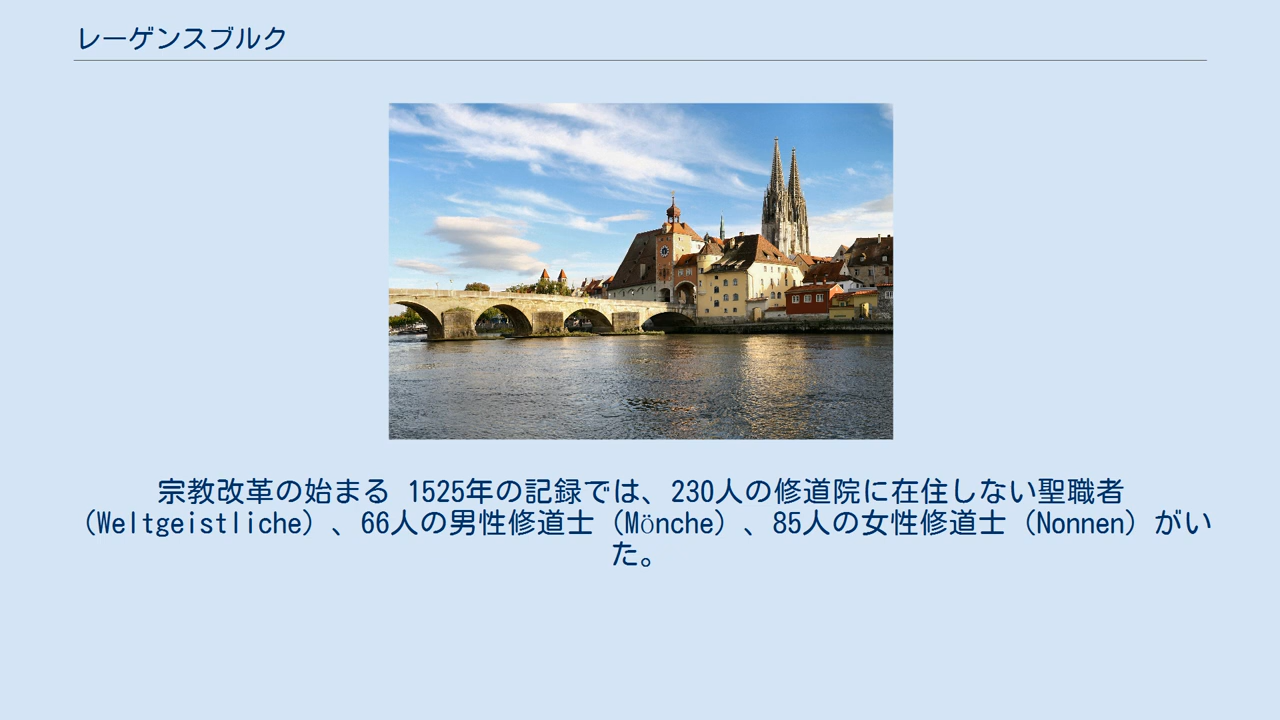 レーゲンスブルク
宗教改革の始まる 1525年の記録では、230人の修道院に在住しない聖職者
（Weltgeistliche）、66人の男性修道士（Mönche）、85人の女性修道士（Nonnen）がい
た。